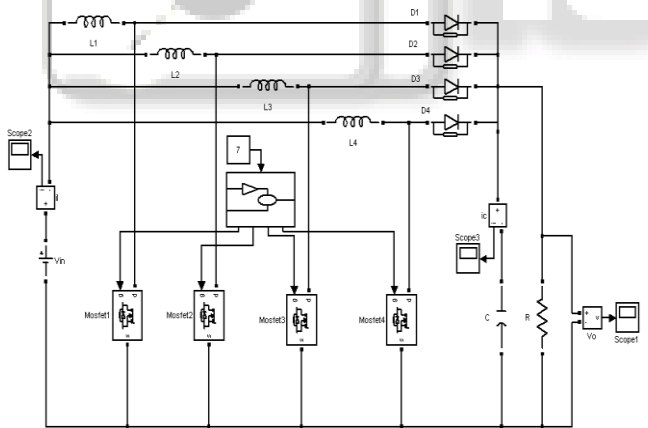 D1
L1
D2
L2
D3
L3
D4
L4
Scope2
7
+
iI
ic
+
Scope3
Vin
g
D
S
Mosfet1
g
D
S
Mosfet2
g
D
S
Mosfet3
g
D
S
Mosfet4
C
R
+
-
v
Vo
Scope1